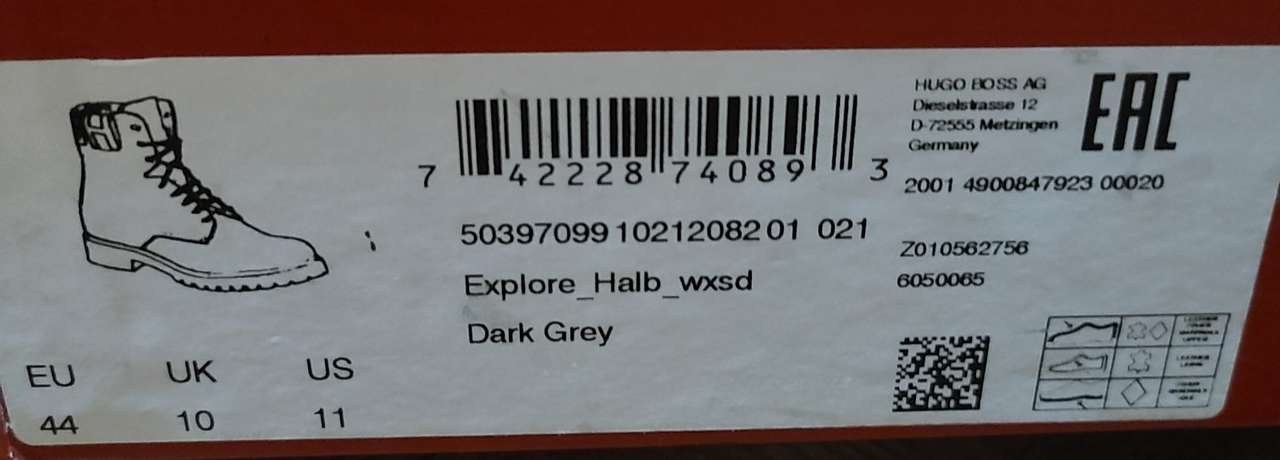 HUGO BOSS AG
Dieselstrasse 12
D-72555 Metzingen
Germany
EAC
7 42228 74089 3
2001 4900847923 00020
50397099 10212082 01 021
Z010562756
Explore_Halb_wxsd
6050065
Dark Grey
EU UK US
44 10 11